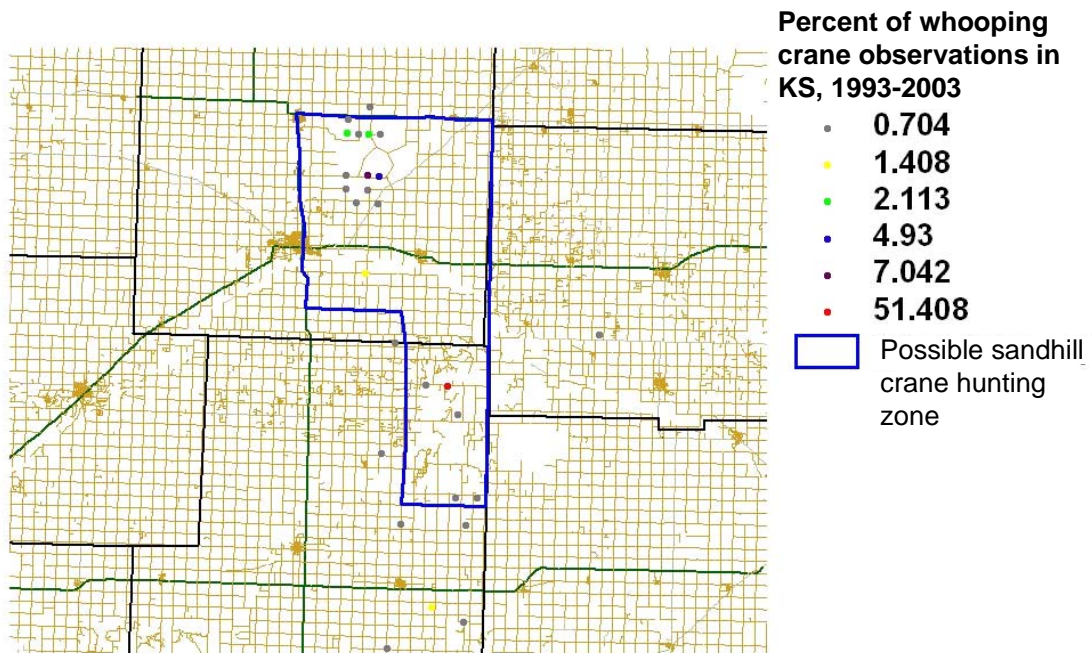 Percent of whooping
crane observations in
KS, 1993-2003
0.704
1.408
2.113
4.93
7.042
51.408
Possible sandhill
crane hunting
zone